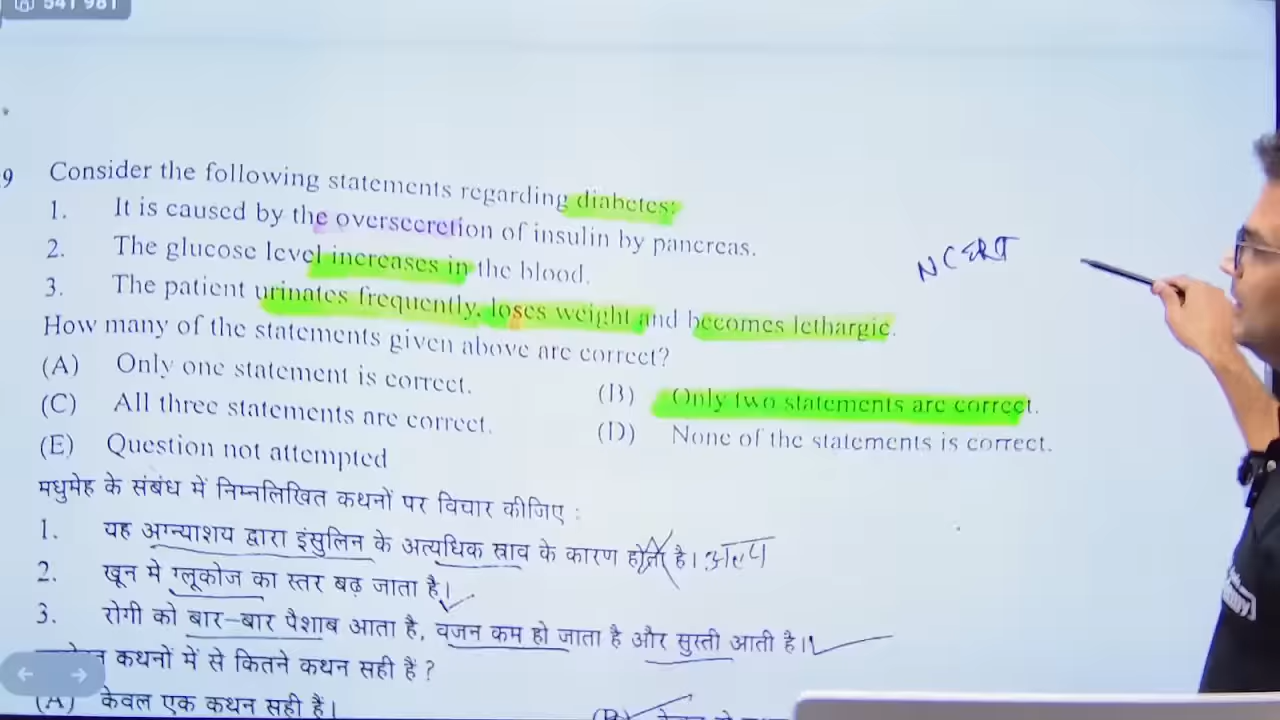 541 981
9 Consider the following statements regarding diabetes:
1. It is caused by the oversecretion of insulin by pancreas.
2. The glucose level increases in the blood.
3. The patient urinates frequently, loses weight and becomes lethargic.
NCERT
How many of the statements given above are correct?
(A) Only one statement is correct.
(B) Only two statements are correct.
(C) All three statements are correct.
(D) None of the statements is correct.
(E) Question not attempted
मधुमेह के संबंध में निम्नलिखित कथनों पर विचार कीजिए :
1. यह अग्न्याशय द्वारा इंसुलिन के अत्यधिक स्राव के कारण होता है। अल्प
2. खून मे ग्लूकोज का स्तर बढ़ जाता है।
3. रोगी को बार-बार पैशाब आता है, वजन कम हो जाता है और सुस्ती आती है।
कथनों में से कितने कथन सही हैं ?
(A) केवल एक कथन सही हैं।
(B)